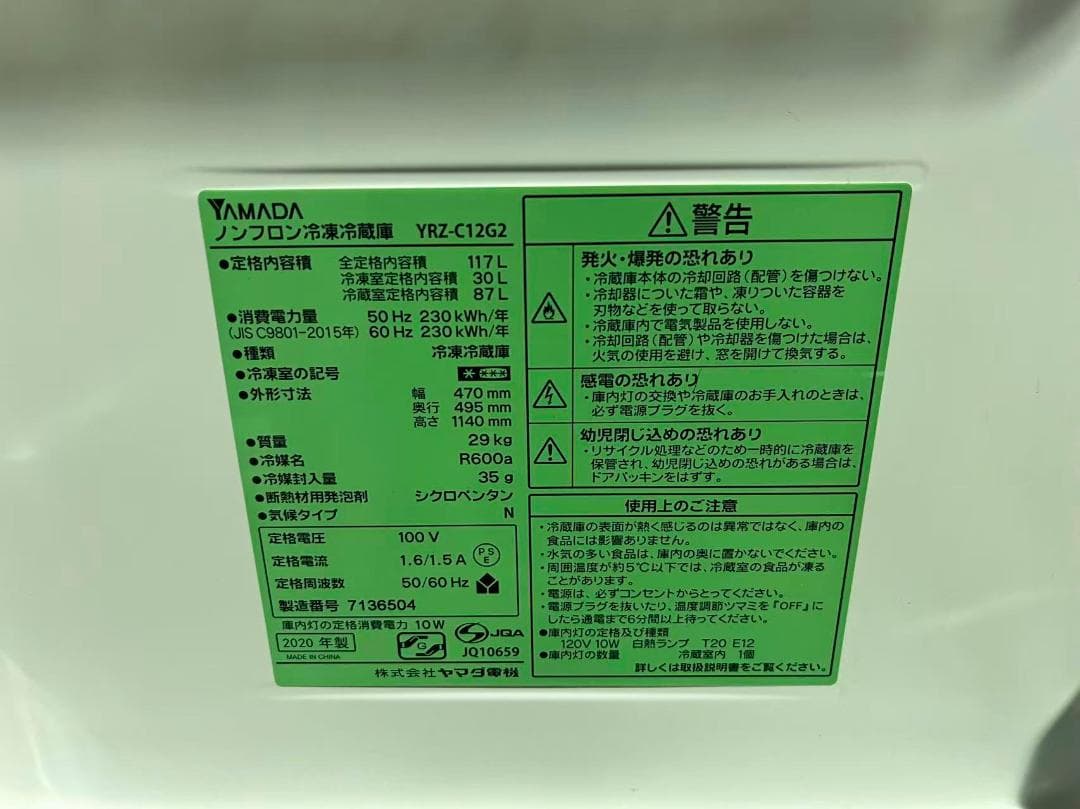 YAMADA
ノンフロン冷凍冷蔵庫 YRZ-C12G2
●定格内容積 全定格内容積 117 L
冷凍室定格内容積 30 L
冷蔵室定格内容積 87 L
●消費電力量 50 Hz 230 kWh/年
(JIS C9801-2015年) 60 Hz 230 kWh/年
●種類 冷凍冷蔵庫
●冷凍室の記号
●外形寸法 幅 470 mm
奥行 495 mm
高さ 1140 mm
●質量 29 kg
●冷媒名 R600a
●冷媒封入量 35 g
●断熱材用発泡剤 シクロペンタン
●気候タイプ N
定格電圧 100 V
定格電流 1.6/1.5 A PSE
定格周波数 50/60 Hz
製造番号 7136504
庫内灯の定格消費電力 10W
2020 年製
MADE IN CHINA
G
JQA
JQ10659
株式会社ヤマダ電機
警告
発火・爆発の恐れあり
・冷蔵庫本体の冷却回路(配管)を傷つけない。
・冷却器についた霜や、凍りついた容器を
刃物などを使って取らない。
・冷蔵庫内で電気製品を使用しない。
・冷却回路(配管)や冷却器を傷つけた場合は、
火気の使用を避け、窓を開けて換気する。
感電の恐れあり
・庫内灯の交換や冷蔵庫のお手入れのときは、
必ず電源プラグを抜く。
幼児閉じ込めの恐れあり
・リサイクル処理などのため一時的に冷蔵庫を
保管され、幼児閉じ込めの恐れがある場合は、
ドアパッキンをはずす。
使用上のご注意
・冷蔵庫の表面が熱く感じるのは異常ではなく、庫内の
食品には影響ありません。
・水気の多い食品は、庫内の奥に置かないでください。
・周囲温度が約5℃以下では、冷蔵室の食品が凍る
ことがあります。
・電源は、必ずコンセントからとってください。
・電源プラグを抜いたり、温度調節ツマミを『OFF』に
したら通電まで6分間以上待ってください。
●庫内灯の定格及び種類
120V 10W 白熱ランプ T20 E12
●庫内灯の数量 冷蔵室内 1個
詳しくは取扱説明書をご覧ください。